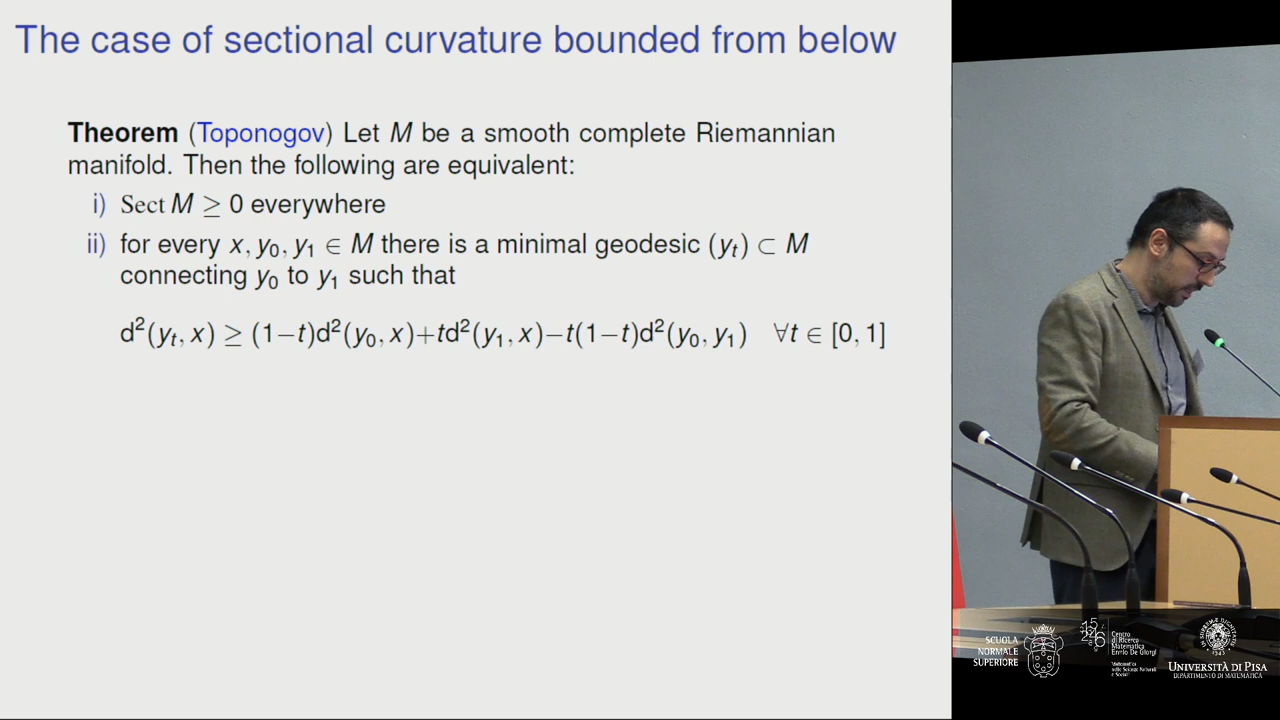 The case of sectional curvature bounded from below
Theorem (Toponogov) Let M be a smooth complete Riemannian
manifold. Then the following are equivalent:
i) Sect M ≥ 0 everywhere
ii) for every x, y₀, y₁ ∈ M there is a minimal geodesic (yₜ) ⊂ M
connecting y₀ to y₁ such that
d²(yₜ, x) ≥ (1−t)d²(y₀, x)+td²(y₁, x)−t(1−t)d²(y₀, y₁) ∀t ∈ [0, 1]
SCUOLA
NORMALE
SUPERIORE
Centro
di Ricerca
Matematica
Ennio De Giorgi
UNIVERSITÀ DI PISA
DIPARTIMENTO DI MATEMATICA